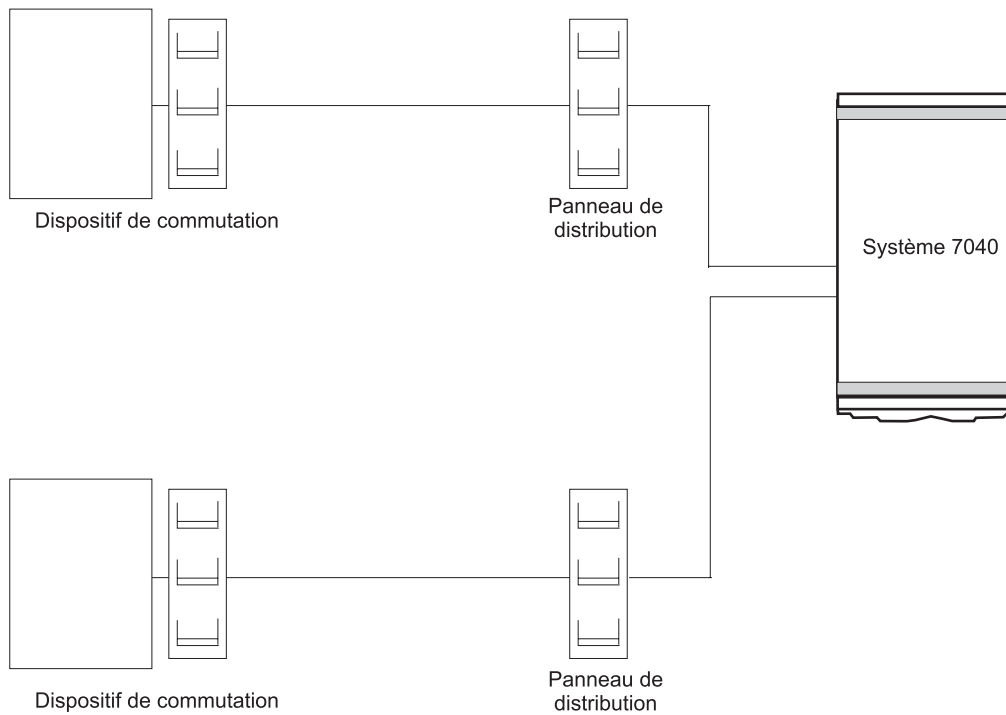 Dispositif de commutation
Panneau de
distribution
Système 7040
Dispositif de commutation
Panneau de
distribution